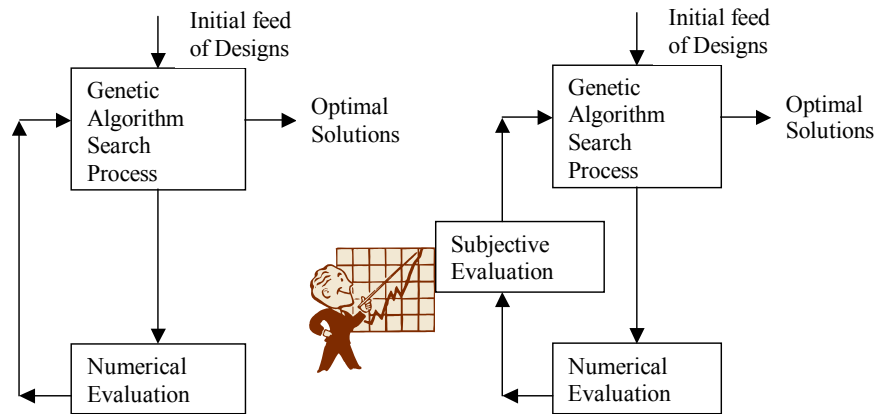 Initial feed
of Designs
Genetic
Algorithm
Search
Process
Optimal
Solutions
Numerical
Evaluation
Initial feed
of Designs
Genetic
Algorithm
Search
Process
Optimal
Solutions
Subjective
Evaluation
Numerical
Evaluation